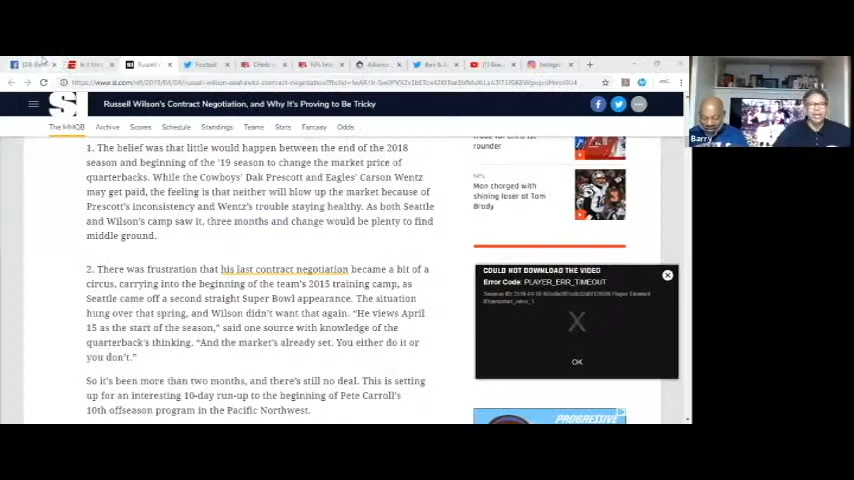 Russell
Twitter
Chiefs
Instagram
SI
Russell Wilson's Contract Negotiation, and Why It's Proving to Be Tricky
The MMQB Archive Scores Schedule Standings Teams Stats Fantasy Odds
1. The belief was that little would happen between the end of the 2018
season and beginning of the '19 season to change the market price of
quarterbacks. While the Cowboys' Dak Prescott and Eagles' Carson Wentz
may get paid, the feeling is that neither will blow up the market because of
Prescott's inconsistency and Wentz's trouble staying healthy. As both Seattle
and Wilson's camp saw it, three months and change would be plenty to find
middle ground.
2. There was frustration that his last contract negotiation became a bit of a
circus, carrying into the beginning of the team's 2015 training camp, as
Seattle came off a second straight Super Bowl appearance. The situation
hung over that spring, and Wilson didn't want that again. “He views April
15 as the start of the season,” said one source with knowledge of the
quarterback's thinking. “And the market's already set. You either do it or
you don't.”
So it's been more than two months, and there's still no deal. This is setting
up for an interesting 10-day run-up to the beginning of Pete Carroll's
10th offseason program in the Pacific Northwest.
rounder
NFL
Man charged with
shining laser at Tom
Brady
COULD NOT DOWNLOAD THE VIDEO
Error Code: PLAYER_ERR_TIMEOUT
X
OK
PROGRESSIVE
Barry